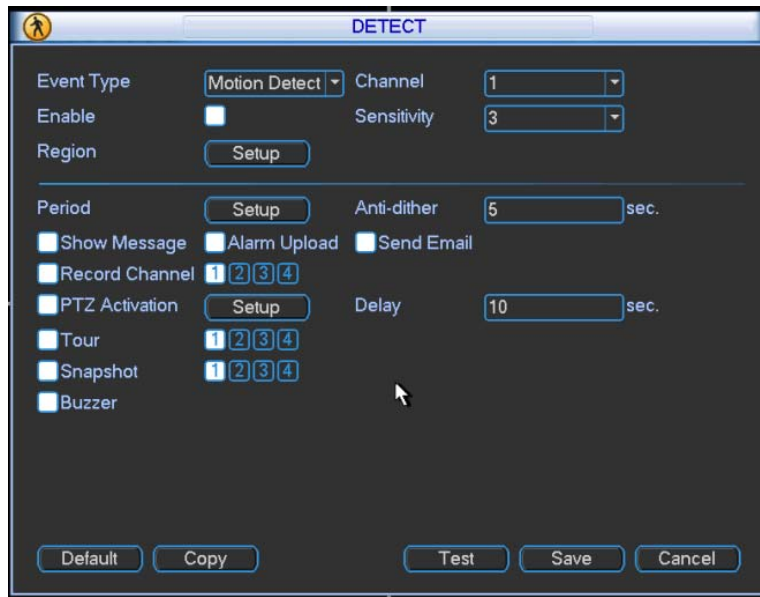 DETECT
Event Type Motion Detect Channel 1
Enable Sensitivity 3
Region Setup
Period Setup Anti-dither 5 sec.
Show Message Alarm Upload Send Email
Record Channel 1 2 3 4
PTZ Activation Setup Delay 10 sec.
Tour 1 2 3 4
Snapshot 1 2 3 4
Buzzer
Default Copy Test Save Cancel